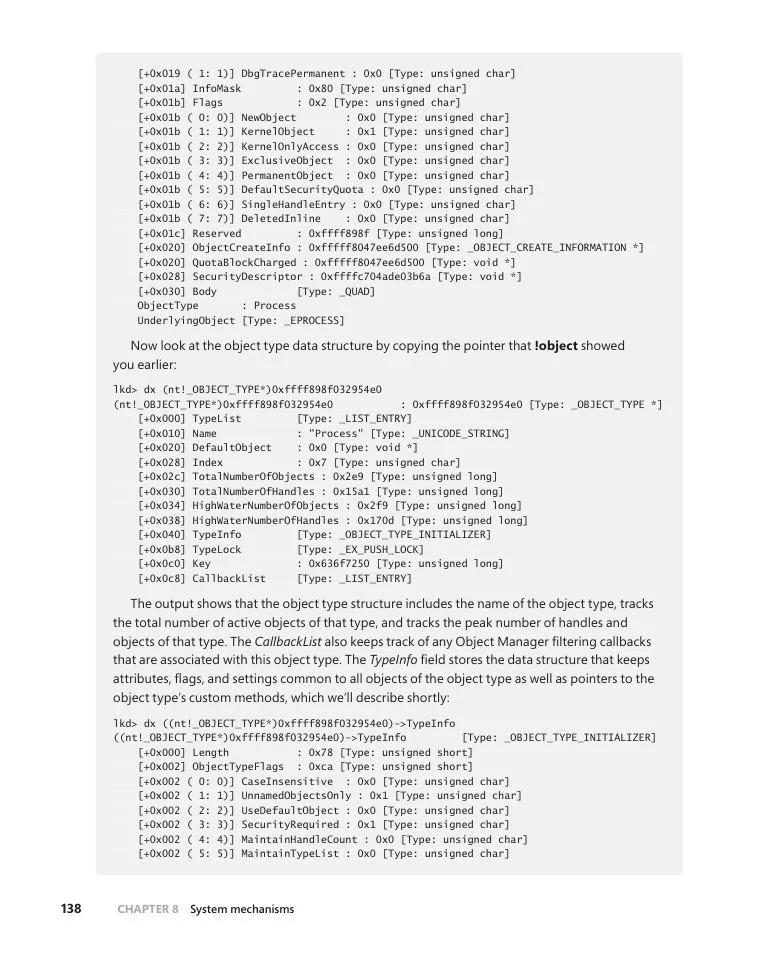 [+0x019 ( 1: 1)] DbgTracePermanent : 0x0 [Type: unsigned char]
[+0x01a] InfoMask         : 0x80 [Type: unsigned char]
[+0x01b] Flags            : 0x2 [Type: unsigned char]
[+0x01b ( 0: 0)] NewObject        : 0x0 [Type: unsigned char]
[+0x01b ( 1: 1)] KernelObject     : 0x1 [Type: unsigned char]
[+0x01b ( 2: 2)] KernelOnlyAccess : 0x0 [Type: unsigned char]
[+0x01b ( 3: 3)] ExclusiveObject  : 0x0 [Type: unsigned char]
[+0x01b ( 4: 4)] PermanentObject  : 0x0 [Type: unsigned char]
[+0x01b ( 5: 5)] DefaultSecurityQuota : 0x0 [Type: unsigned char]
[+0x01b ( 6: 6)] SingleHandleEntry : 0x0 [Type: unsigned char]
[+0x01b ( 7: 7)] DeletedInline    : 0x0 [Type: unsigned char]
[+0x01c] Reserved         : 0xffff898f [Type: unsigned long]
[+0x020] ObjectCreateInfo : 0xfffff8047ee6d500 [Type: _OBJECT_CREATE_INFORMATION *]
[+0x020] QuotaBlockCharged : 0xfffff8047ee6d500 [Type: void *]
[+0x028] SecurityDescriptor : 0xffffc704ade03b6a [Type: void *]
[+0x030] Body             [Type: _QUAD]
ObjectType       : Process
UnderlyingObject [Type: _EPROCESS]
Now look at the object type data structure by copying the pointer that !object showed
you earlier:
lkd> dx (nt!_OBJECT_TYPE*)0xffff898f032954e0
(nt!_OBJECT_TYPE*)0xffff898f032954e0           : 0xffff898f032954e0 [Type: _OBJECT_TYPE *]
[+0x000] TypeList         [Type: _LIST_ENTRY]
[+0x010] Name             : "Process" [Type: _UNICODE_STRING]
[+0x020] DefaultObject    : 0x0 [Type: void *]
[+0x028] Index            : 0x7 [Type: unsigned char]
[+0x02c] TotalNumberOfObjects : 0x2e9 [Type: unsigned long]
[+0x030] TotalNumberOfHandles : 0x15a1 [Type: unsigned long]
[+0x034] HighWaterNumberOfObjects : 0x2f9 [Type: unsigned long]
[+0x038] HighWaterNumberOfHandles : 0x170d [Type: unsigned long]
[+0x040] TypeInfo         [Type: _OBJECT_TYPE_INITIALIZER]
[+0x0b8] TypeLock         [Type: _EX_PUSH_LOCK]
[+0x0c0] Key              : 0x636f7250 [Type: unsigned long]
[+0x0c8] CallbackList     [Type: _LIST_ENTRY]
The output shows that the object type structure includes the name of the object type, tracks
the total number of active objects of that type, and tracks the peak number of handles and
objects of that type. The CallbackList also keeps track of any Object Manager filtering callbacks
that are associated with this object type. The TypeInfo field stores the data structure that keeps
attributes, flags, and settings common to all objects of the object type as well as pointers to the
object type's custom methods, which we'll describe shortly:
lkd> dx ((nt!_OBJECT_TYPE*)0xffff898f032954e0)->TypeInfo
((nt!_OBJECT_TYPE*)0xffff898f032954e0)->TypeInfo         [Type: _OBJECT_TYPE_INITIALIZER]
[+0x000] Length           : 0x78 [Type: unsigned short]
[+0x002] ObjectTypeFlags  : 0xca [Type: unsigned short]
[+0x002 ( 0: 0)] CaseInsensitive  : 0x0 [Type: unsigned char]
[+0x002 ( 1: 1)] UnnamedObjectsOnly : 0x1 [Type: unsigned char]
[+0x002 ( 2: 2)] UseDefaultObject : 0x0 [Type: unsigned char]
[+0x002 ( 3: 3)] SecurityRequired : 0x1 [Type: unsigned char]
[+0x002 ( 4: 4)] MaintainHandleCount : 0x0 [Type: unsigned char]
[+0x002 ( 5: 5)] MaintainTypeList : 0x0 [Type: unsigned char]
138 CHAPTER 8 System mechanisms